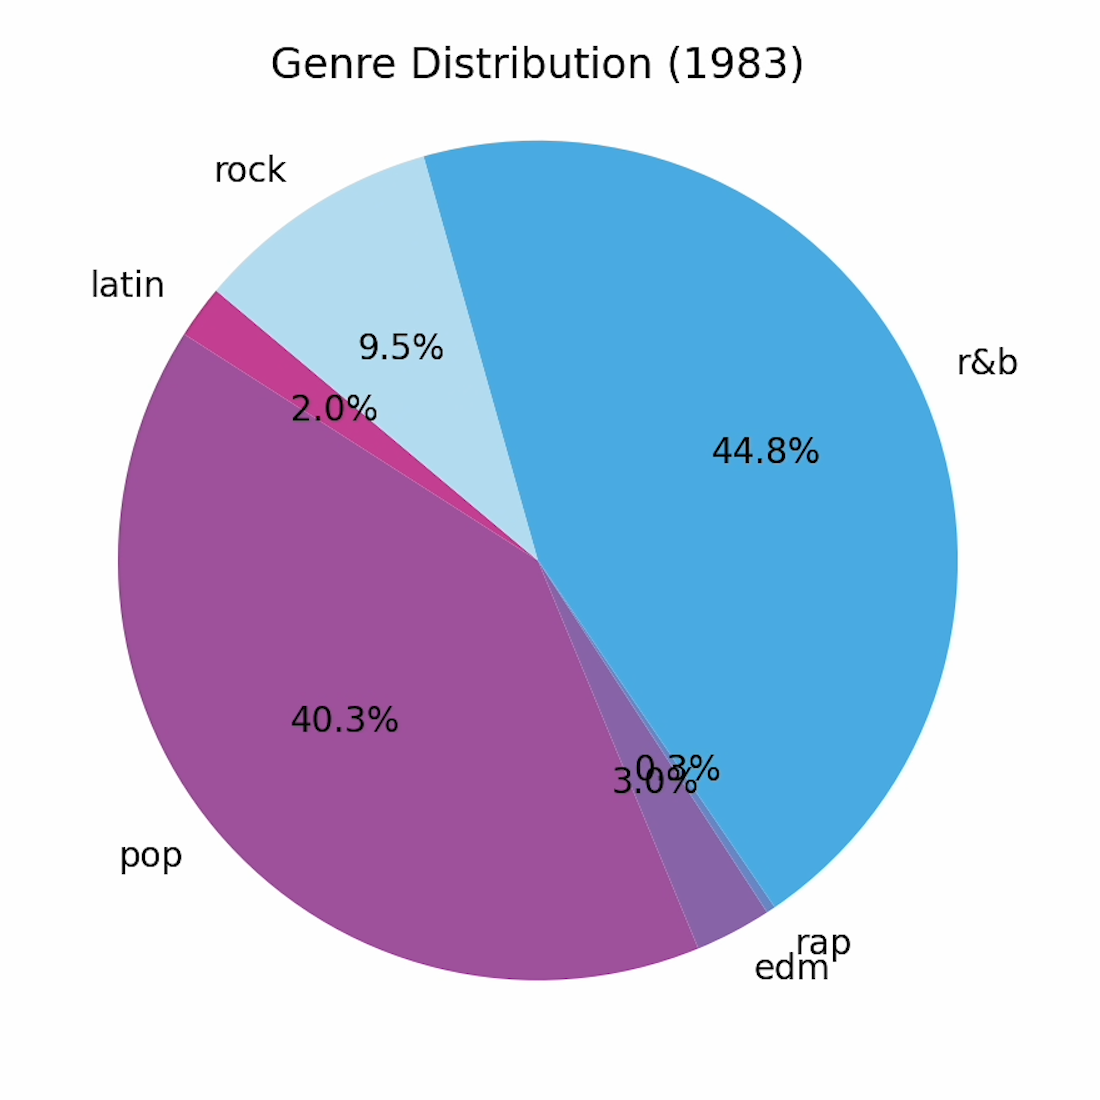 Genre Distribution (1983)
rock
latin
r&b
9.5%
2.0%
44.8%
40.3%
0.3%
3.0%
pop
rap
edm